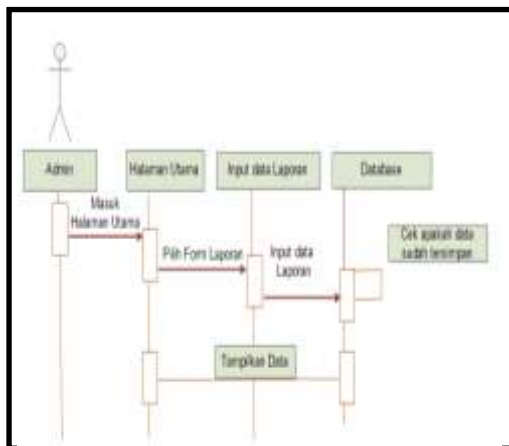 Admin
Halaman Utama
Input data Laporan
Database
Masuk
Halaman Utama
Pilih Form Laporan
Input data
Laporan
Cek apakah data
sudah tersimpan
Tampilkan Data